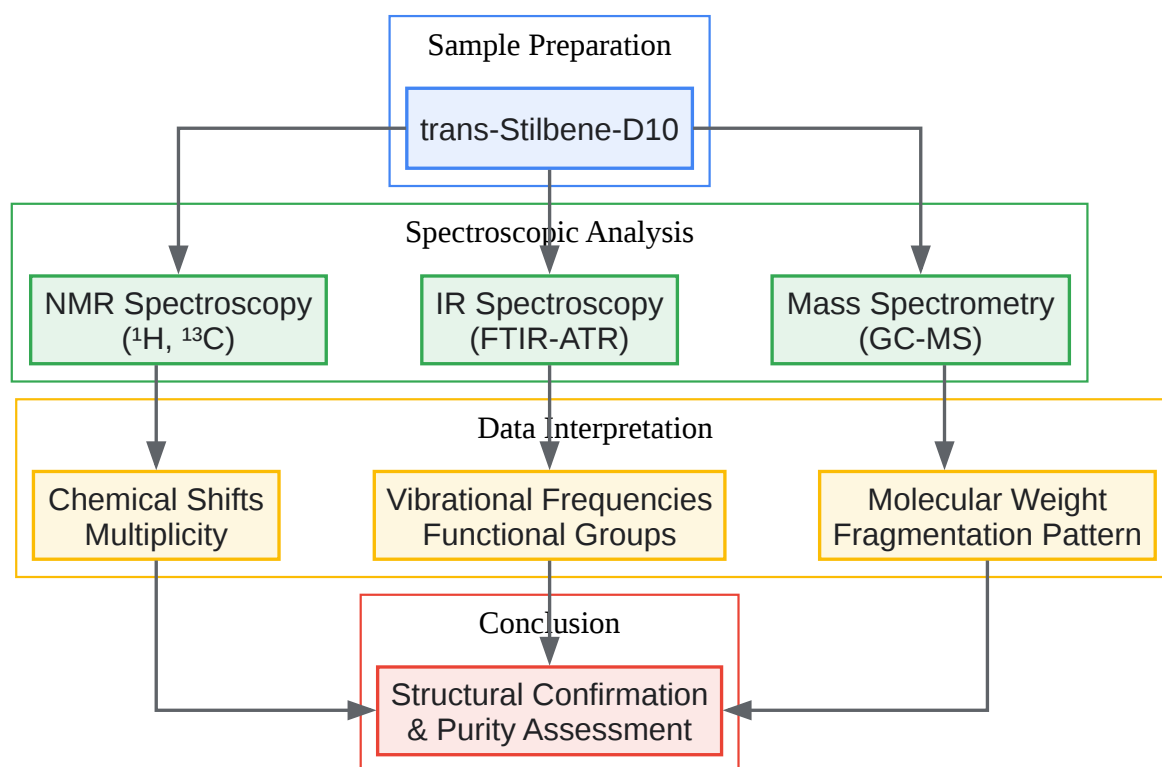 Sample Preparation
trans-Stilbene-D10
Spectroscopic Analysis
NMR Spectroscopy
(¹H, ¹³C)
IR Spectroscopy
(FTIR-ATR)
Mass Spectrometry
(GC-MS)
Data Interpretation
Chemical Shifts
Multiplicity
Vibrational Frequencies
Functional Groups
Molecular Weight
Fragmentation Pattern
Conclusion
Structural Confirmation
& Purity Assessment